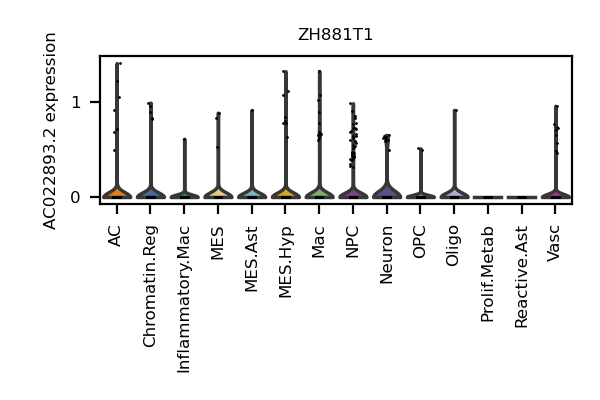 ZH881T1
AC022893.2 expression
1
0
AC
Chromatin.Reg
Inflammatory.Mac
MES
MES.Ast
MES.Hyp
Mac
NPC
Neuron
OPC
Oligo
Prolif.Metab
Reactive.Ast
Vasc